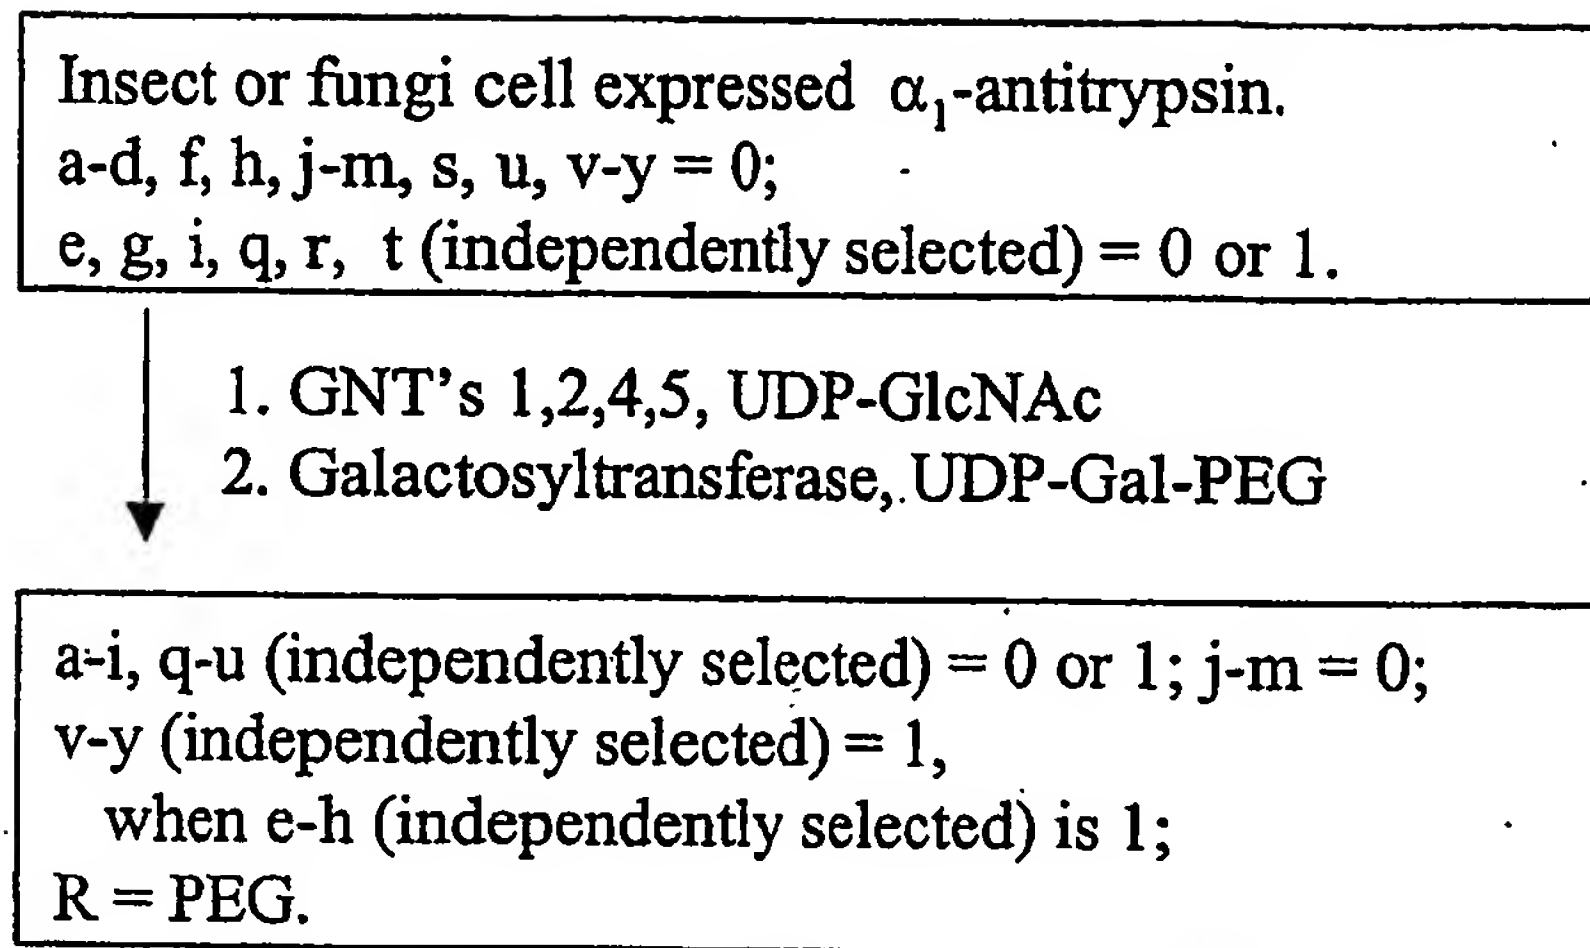 Insect or fungi cell expressed α₁-antitrypsin.
a-d, f, h, j-m, s, u, v-y = 0;
e, g, i, q, r, t (independently selected) = 0 or 1.
1. GNT's 1,2,4,5, UDP-GlcNAc
2. Galactosyltransferase, UDP-Gal-PEG
a-i, q-u (independently selected) = 0 or 1; j-m = 0;
v-y (independently selected) = 1,
when e-h (independently selected) is 1;
R = PEG.